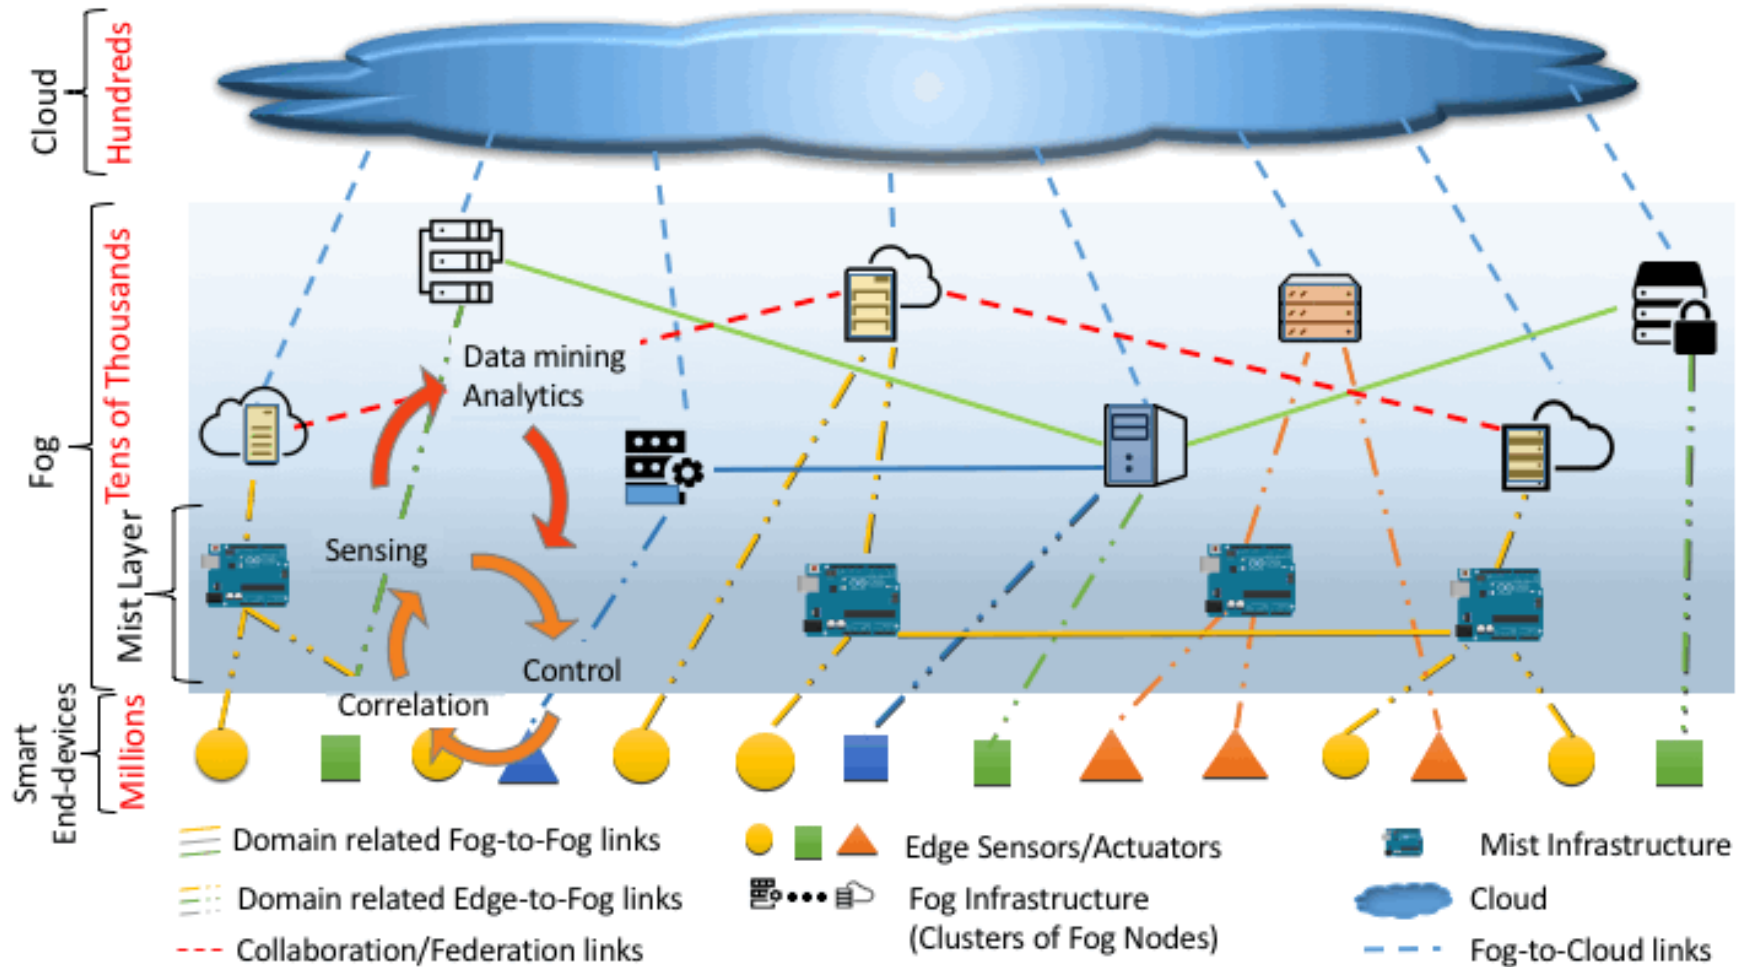 Cloud
Hundreds
Fog
Tens of Thousands
Mist Layer
Smart
End-devices
Millions
Data mining
Analytics
Sensing
Control
Correlation
Domain related Fog-to-Fog links
Domain related Edge-to-Fog links
Collaboration/Federation links
Edge Sensors/Actuators
Fog Infrastructure
(Clusters of Fog Nodes)
Mist Infrastructure
Cloud
Fog-to-Cloud links